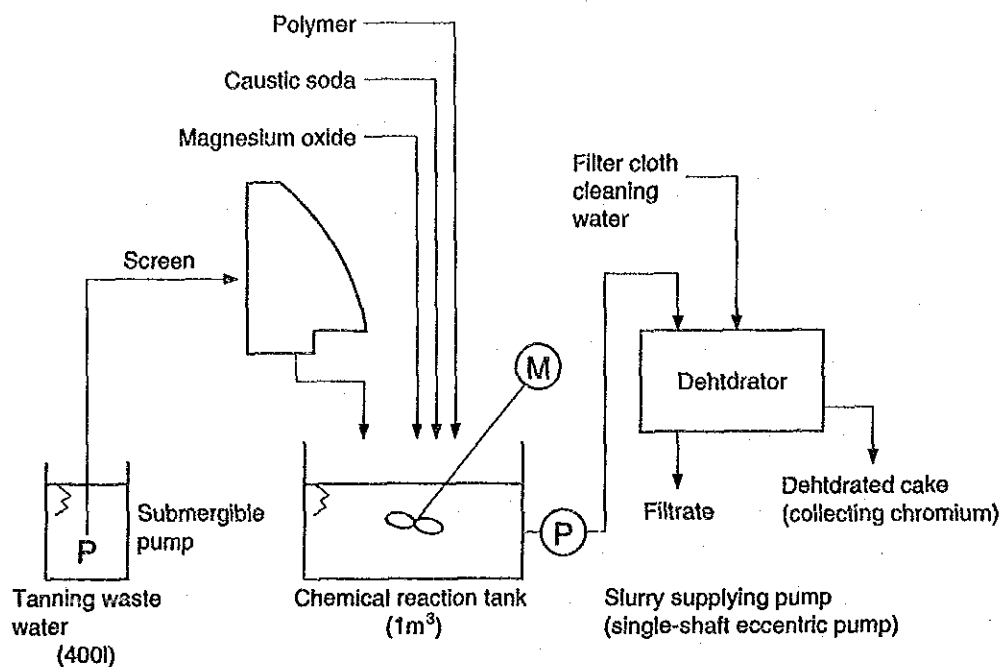 Polymer
Caustic soda
Magnesium oxide
Filter cloth
cleaning
water
Screen
M
Dehtdrator
Submergible
pump
P
P
Filtrate
Dehtdrated cake
(collecting chromium)
Tanning waste
water
(400l)
Chemical reaction tank
(1m³)
Slurry supplying pump
(single-shaft eccentric pump)